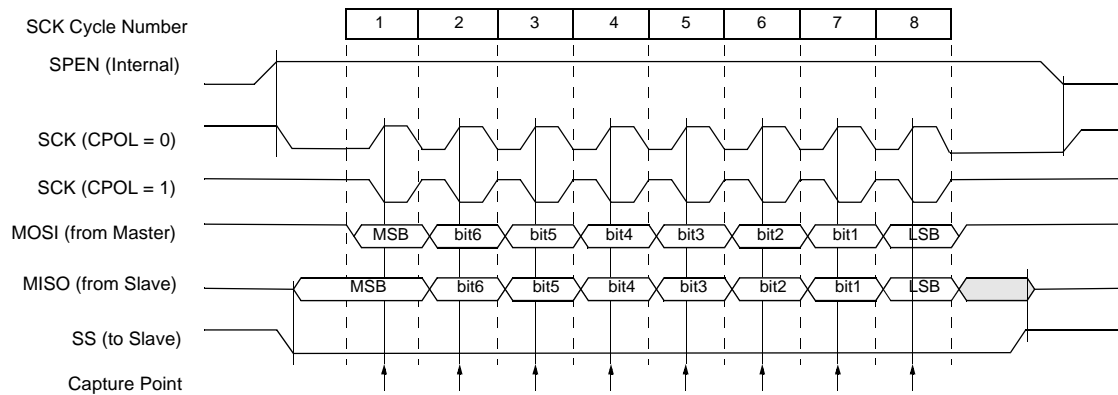 SCK Cycle Number 1 2 3 4 5 6 7 8
SPEN (Internal)
SCK (CPOL = 0)
SCK (CPOL = 1)
MOSI (from Master) MSB bit6 bit5 bit4 bit3 bit2 bit1 LSB
MISO (from Slave) MSB bit6 bit5 bit4 bit3 bit2 bit1 LSB
SS (to Slave)
Capture Point